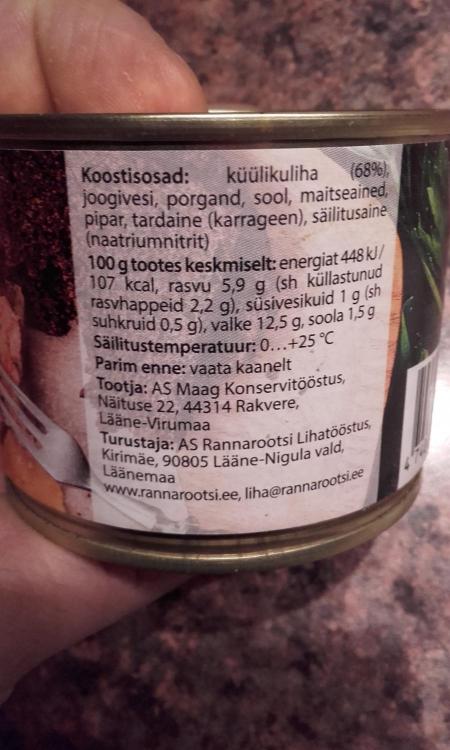 Koostisosad: küülikuliha (68%),
joogivesi, porgand, sool, maitseained,
pipar, tardaine (karrageen), säilitusaine
(naatriumnitrit)
100 g tootes keskmiselt: energiat 448 kJ/
107 kcal, rasvu 5,9 g (sh küllastunud
rasvhappeid 2,2 g), süsivesikuid 1 g (sh
suhkruid 0,5 g), valke 12,5 g, soola 1,5 g
Säilitustemperatuur: 0...+25 °C
Parim enne: vaata kaanelt
Tootja: AS Maag Konservitööstus,
Näituse 22, 44314 Rakvere,
Lääne-Virumaa
Turustaja: AS Rannarootsi Lihatööstus,
Kirimäe, 90805 Lääne-Nigula vald,
Läänemaa
www.rannarootsi.ee, liha@rannarootsi.ee